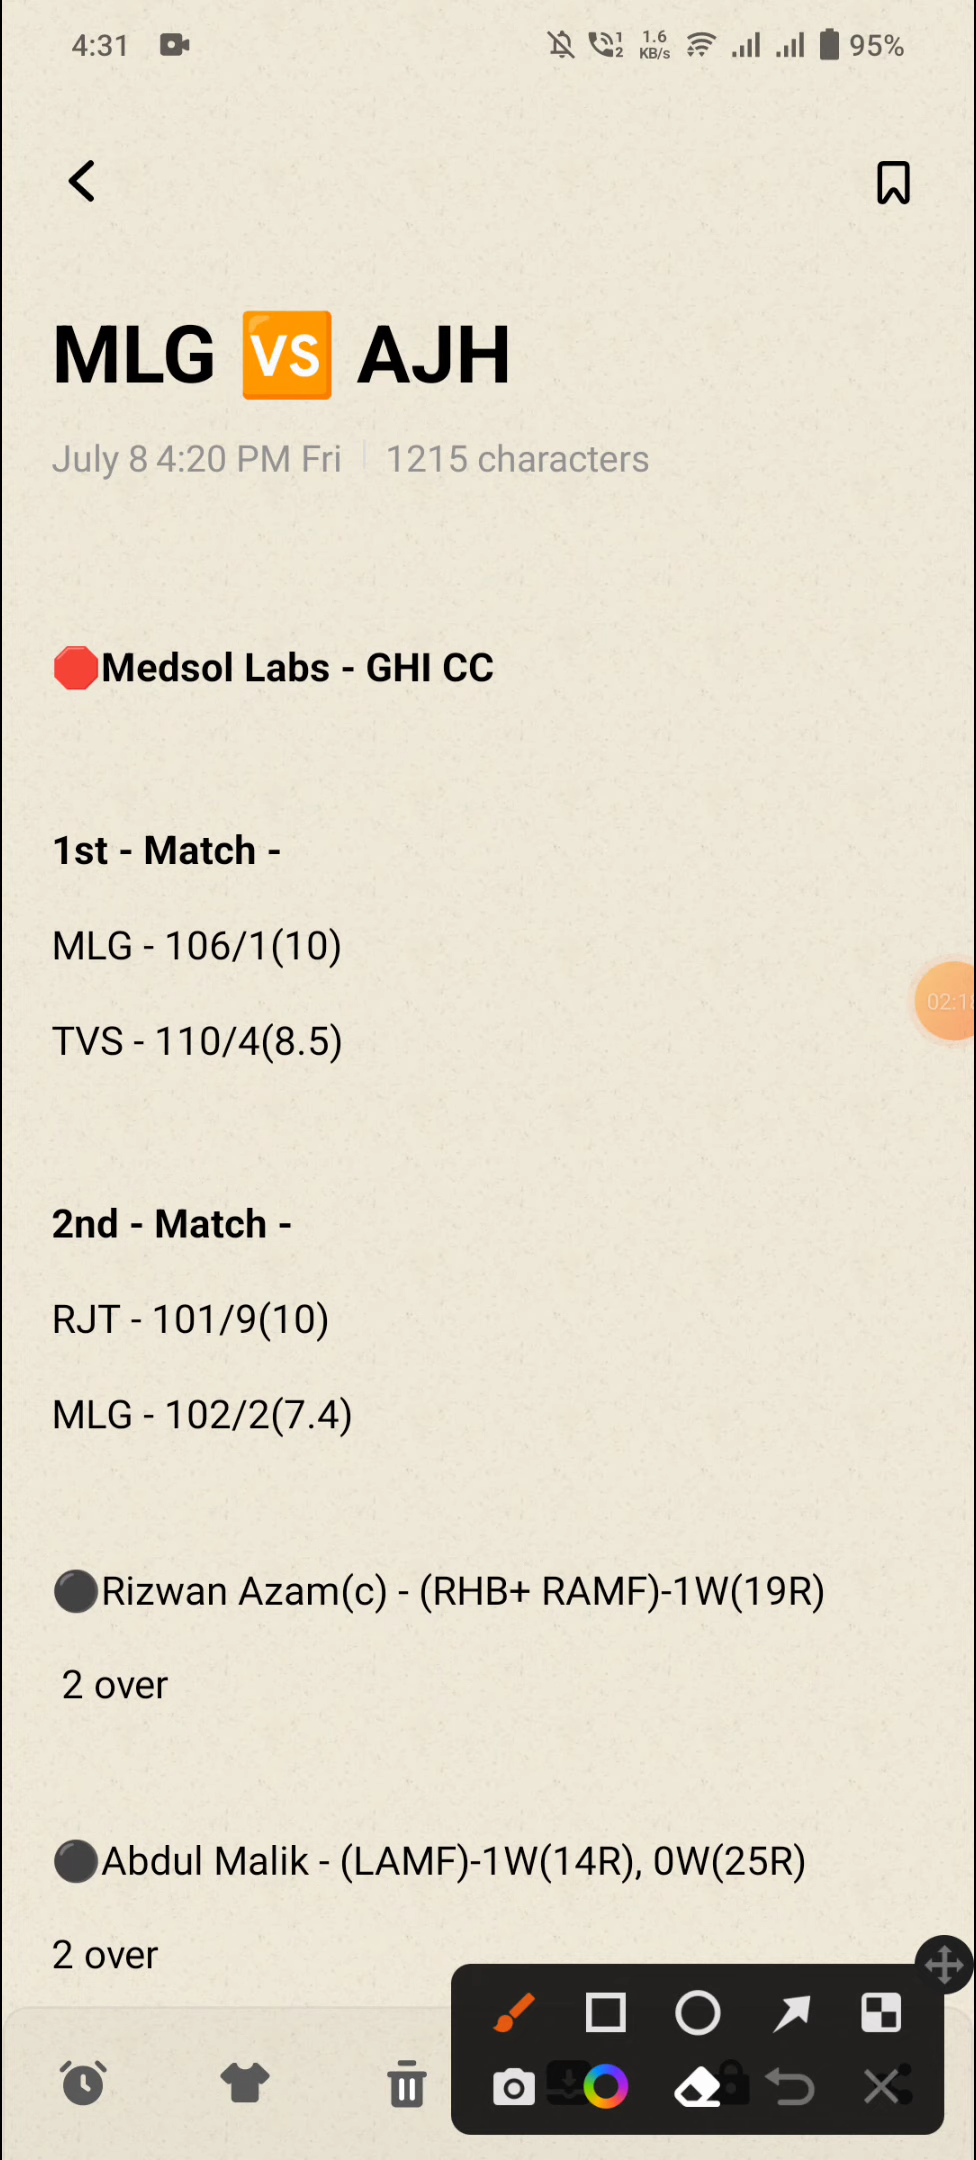 4:31
1 2 1.6 KB/s 95%
MLG 🆚 AJH
July 8 4:20 PM Fri | 1215 characters
🛑Medsol Labs - GHI CC
1st - Match -
MLG - 106/1(10)
TVS - 110/4(8.5)
2nd - Match -
RJT - 101/9(10)
MLG - 102/2(7.4)
⚫Rizwan Azam(c) - (RHB+ RAMF)-1W(19R)
2 over
⚫Abdul Malik - (LAMF)-1W(14R), 0W(25R)
2 over